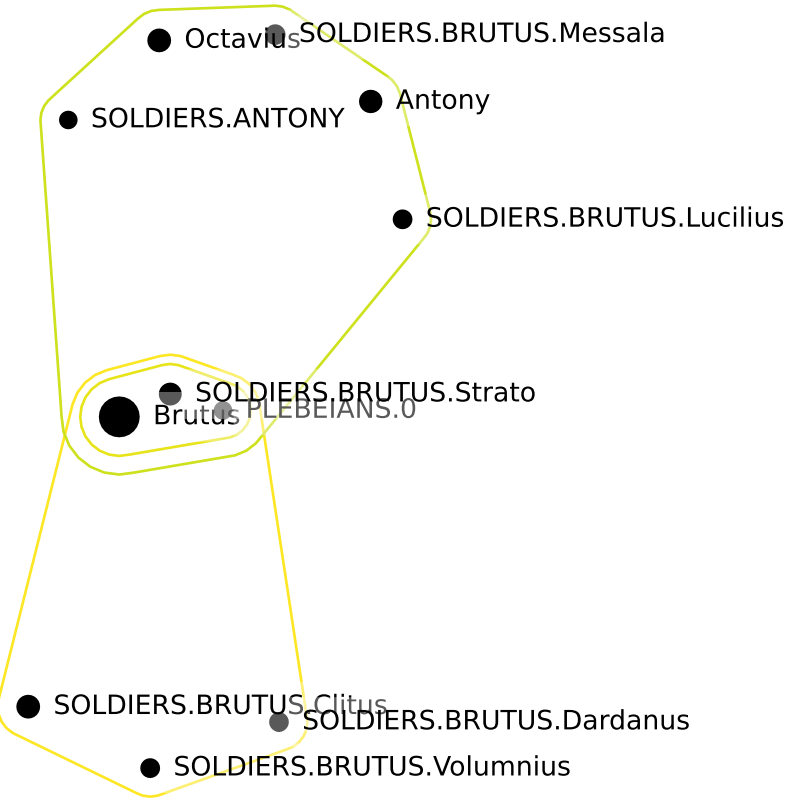 Octavius
SOLDIERS.BRUTUS.Messala
Antony
SOLDIERS.ANTONY
SOLDIERS.BRUTUS.Lucilius
SOLDIERS.BRUTUS.Strato
PLEBEIANS.0
Brutus
SOLDIERS.BRUTUS.Clitus
SOLDIERS.BRUTUS.Dardanus
SOLDIERS.BRUTUS.Volumnius